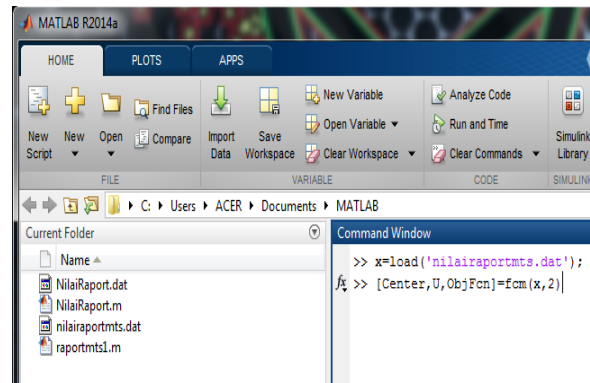 MATLAB R2014a
HOME PLOTS APPS
New Script
New
Open
Find Files
Compare
Import Data
Save Workspace
New Variable
Open Variable
Clear Workspace
Analyze Code
Run and Time
Clear Commands
Simulink Library
FILE VARIABLE CODE SIMULINK
C: Users ACER Documents MATLAB
Current Folder
Name
NilaiRaport.dat
NilaiRaport.m
nilairaportmts.dat
raportmts1.m
Command Window
>> x=load('nilairaportmts.dat');
fx >> [Center,U,ObjFcn]=fcm(x,2)